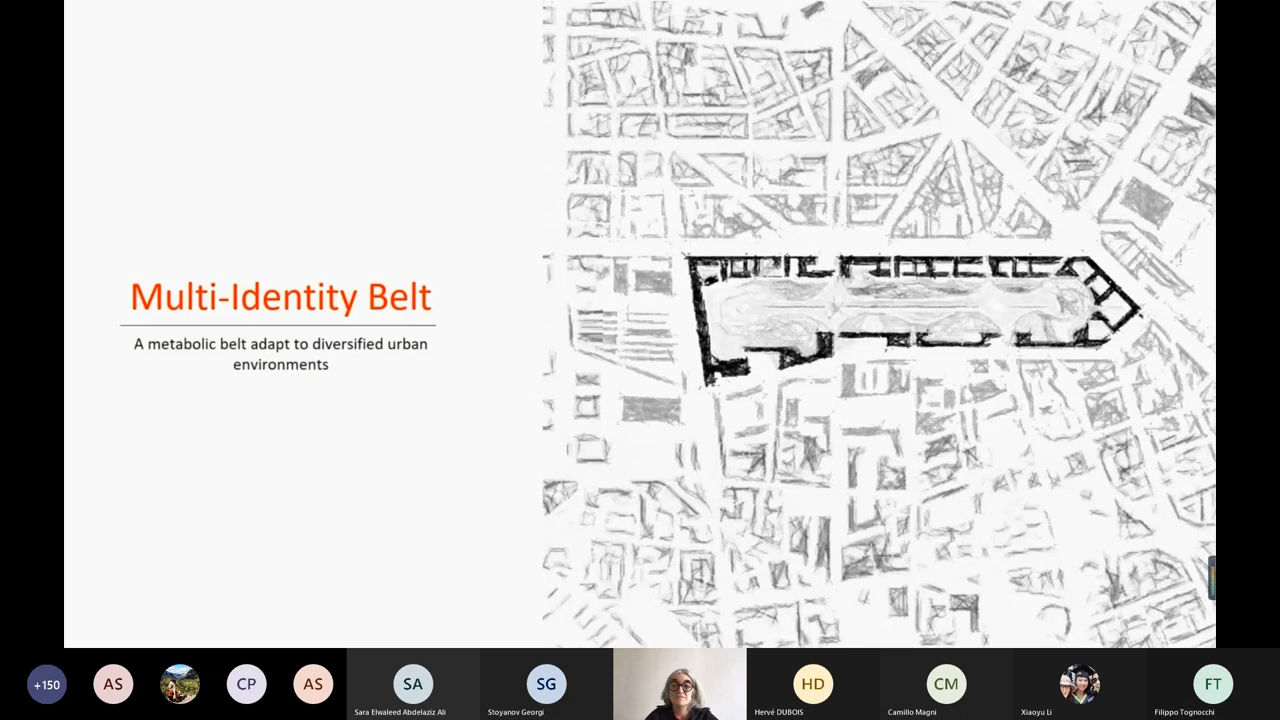 Multi-Identity Belt
A metabolic belt adapt to diversified urban
environments
+150
AS
CP
AS
SA
Sara Elwaleed Abdelaziz Ali
SG
Stoyanov Georgi
HD
Hervé DUBOIS
CM
Camillo Magni
Xiaoyu Li
FT
Filippo Tognocchi